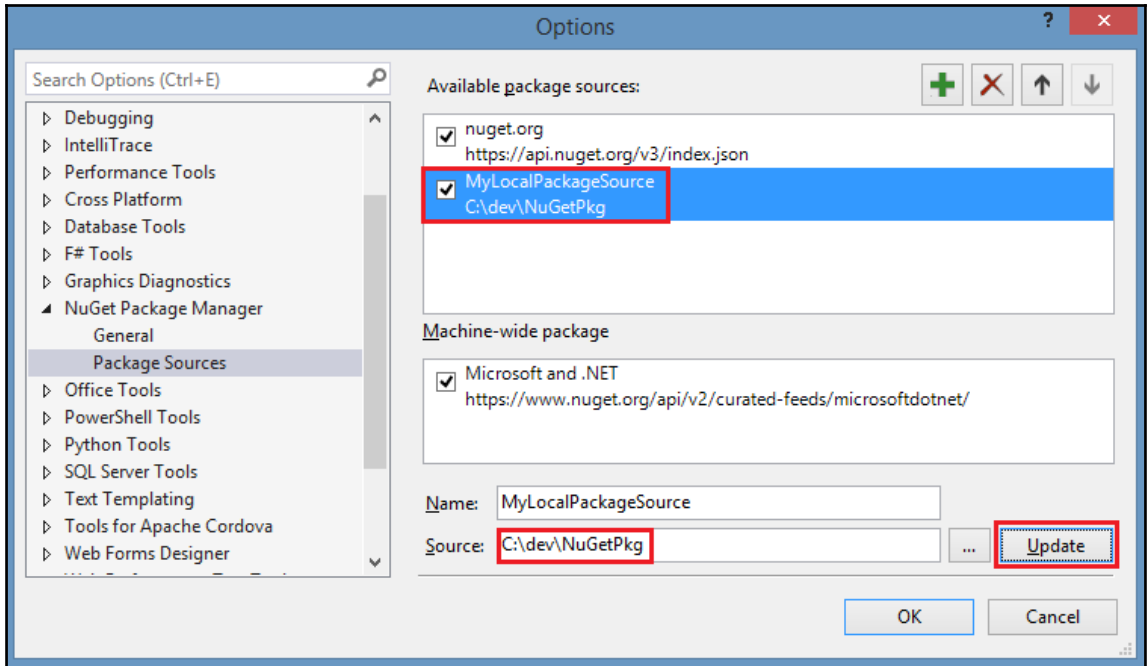 Options
?
Search Options (Ctrl+E)
Debugging
IntelliTrace
Performance Tools
Cross Platform
Database Tools
F# Tools
Graphics Diagnostics
NuGet Package Manager
General
Package Sources
Office Tools
PowerShell Tools
Python Tools
SQL Server Tools
Text Templating
Tools for Apache Cordova
Web Forms Designer
Available package sources:
nuget.org
https://api.nuget.org/v3/index.json
MyLocalPackageSource
C:\dev\NuGetPkg
Machine-wide package
Microsoft and .NET
https://www.nuget.org/api/v2/curated-feeds/microsoftdotnet/
Name: MyLocalPackageSource
Source: C:\dev\NuGetPkg ... Update
OK Cancel